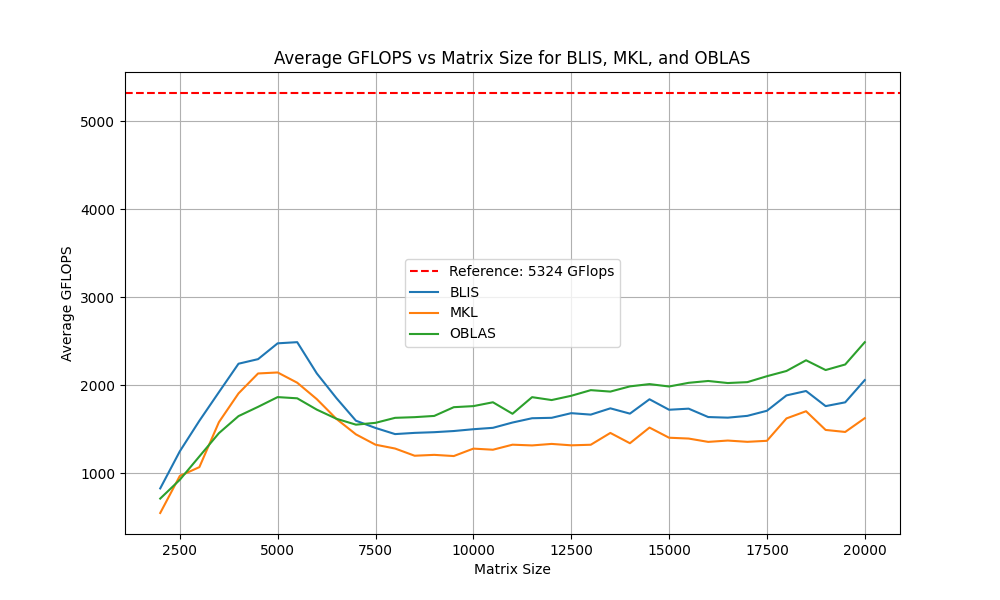 Average GFLOPS vs Matrix Size for BLIS, MKL, and OBLAS
Average GFLOPS
5000
4000
3000
2000
1000
Reference: 5324 GFlops
BLIS
MKL
OBLAS
2500 5000 7500 10000 12500 15000 17500 20000
Matrix Size